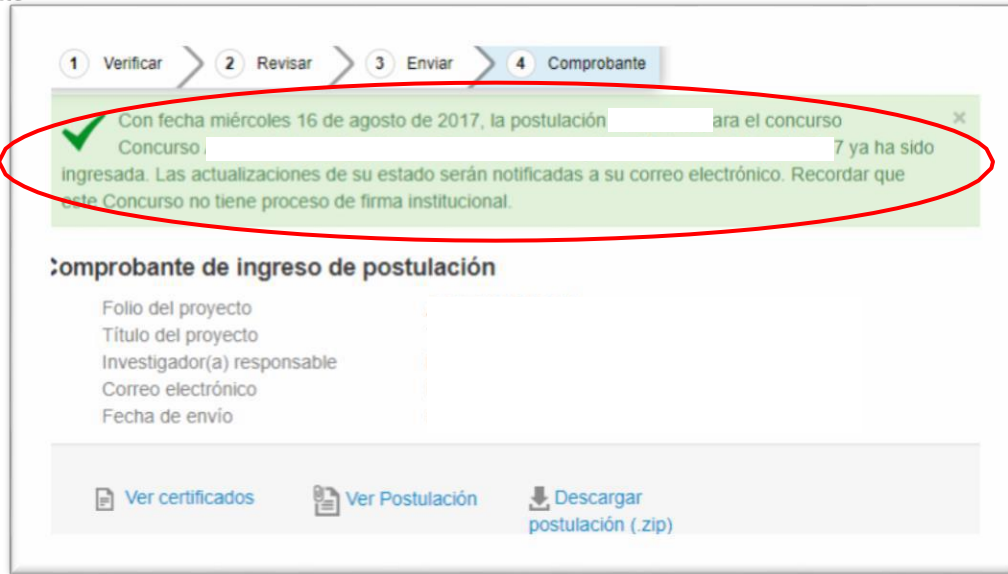 1 Verificar 2 Revisar 3 Enviar 4 Comprobante
Con fecha miércoles 16 de agosto de 2017, la postulación ara el concurso ×
Concurso 7 ya ha sido
ingresada. Las actualizaciones de su estado serán notificadas a su correo electrónico. Recordar que
este Concurso no tiene proceso de firma institucional.
Comprobante de ingreso de postulación
Folio del proyecto
Título del proyecto
Investigador(a) responsable
Correo electrónico
Fecha de envío
Ver certificados Ver Postulación Descargar
postulación (.zip)